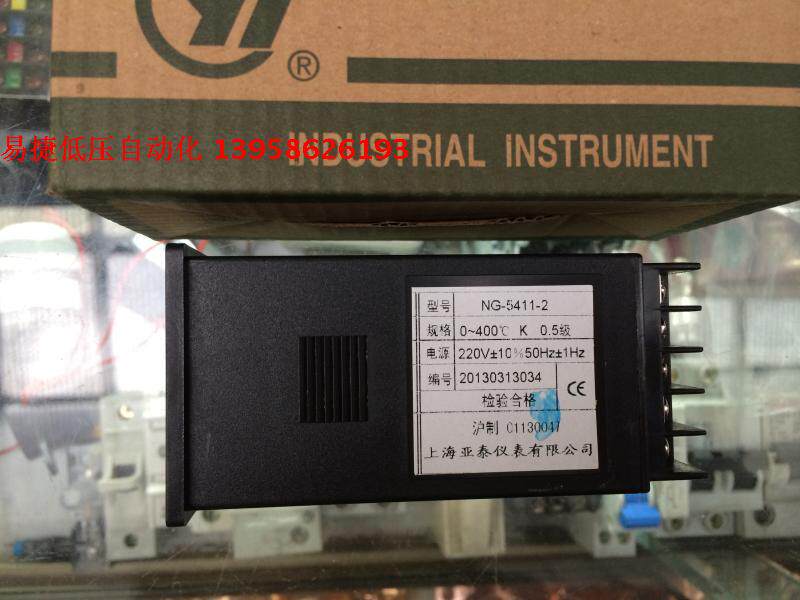 ®
INDUSTRIAL INSTRUMENT
易捷低压自动化 13958626193
型号 NG-5411-2
规格 0~400℃ K 0.5级
电源 220V±10%50Hz±1Hz
编号 20130313034
CE
检验合格
沪制 C1130047
上海亚泰仪表有限公司